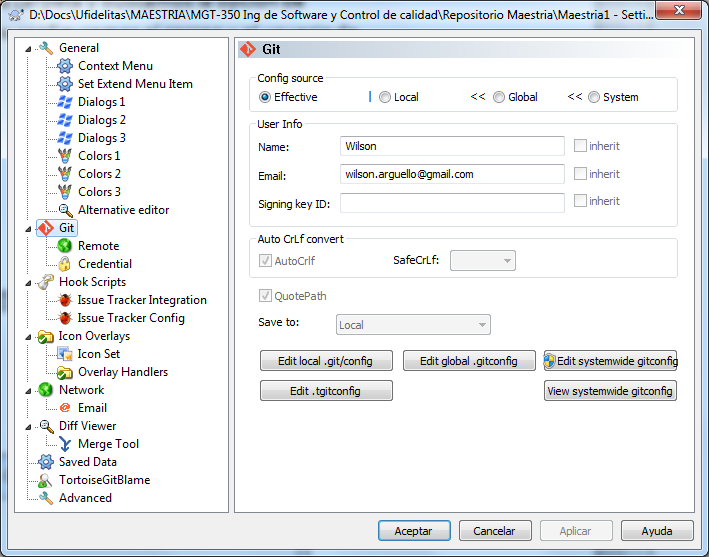 D:\Docs\Ufidelitas\MAESTRIA\MGT-350 Ing de Software y Control de calidad\Repositorio Maestria\Maestria1 - Setti...
General
Context Menu
Set Extend Menu Item
Dialogs 1
Dialogs 2
Dialogs 3
Colors 1
Colors 2
Colors 3
Alternative editor
Git
Remote
Credential
Hook Scripts
Issue Tracker Integration
Issue Tracker Config
Icon Overlays
Icon Set
Overlay Handlers
Network
Email
Diff Viewer
Merge Tool
Saved Data
TortoiseGitBlame
Advanced
Git
Config source
Effective | Local << Global << System
User Info
Name: Wilson inherit
Email: wilson.arguello@gmail.com inherit
Signing key ID: inherit
Auto CrLf convert
AutoCrlf SafeCrLf:
QuotePath
Save to: Local
Edit local .git/config Edit global .gitconfig Edit systemwide gitconfig
Edit .tgitconfig View systemwide gitconfig
Aceptar Cancelar Aplicar Ayuda